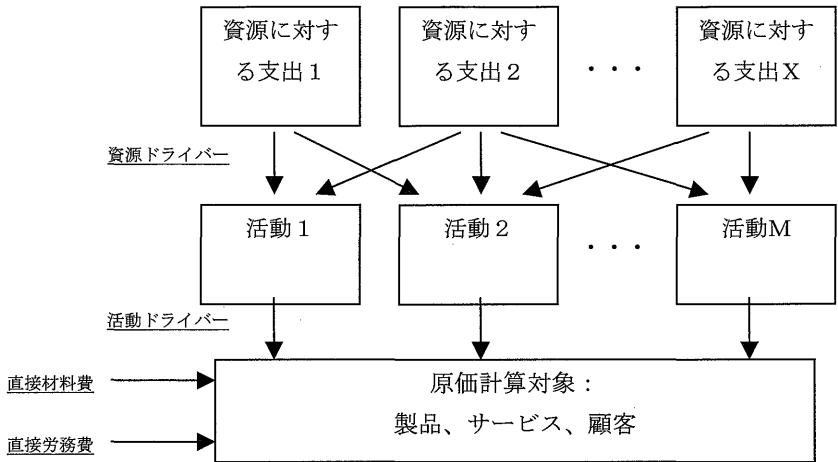 資源に対す
る支出1
資源に対す
る支出2
・・・
資源に対す
る支出X
資源ドライバー
活動1
活動2
・・・
活動M
活動ドライバー
直接材料費
直接労務費
原価計算対象：
製品、サービス、顧客